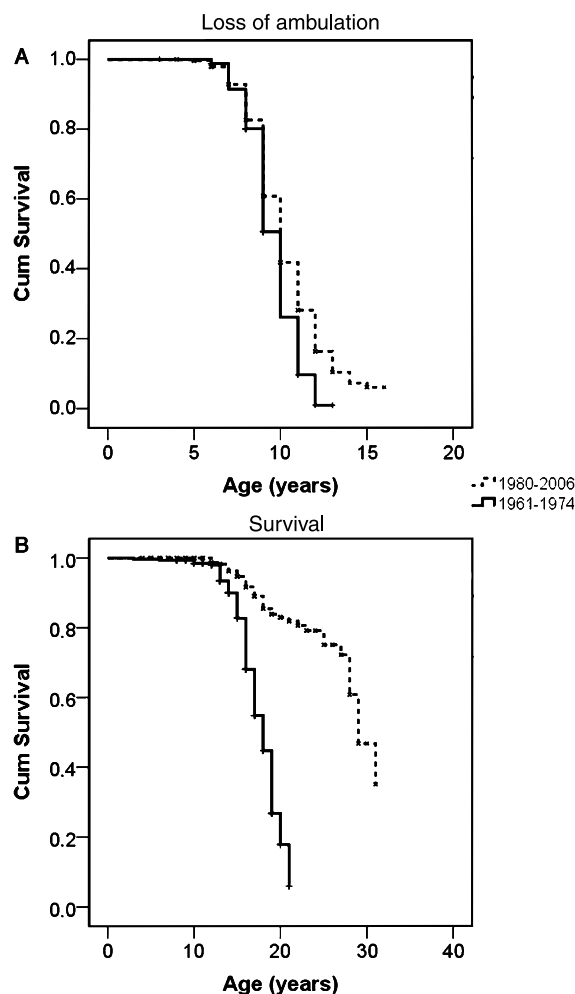 Loss of ambulation
A
1.0
0.8
0.6
0.4
0.2
0.0
Cum Survival
0 5 10 15 20
Age (years)
1980-2006
1961-1974
Survival
B
1.0
0.8
0.6
0.4
0.2
0.0
Cum Survival
0 10 20 30 40
Age (years)